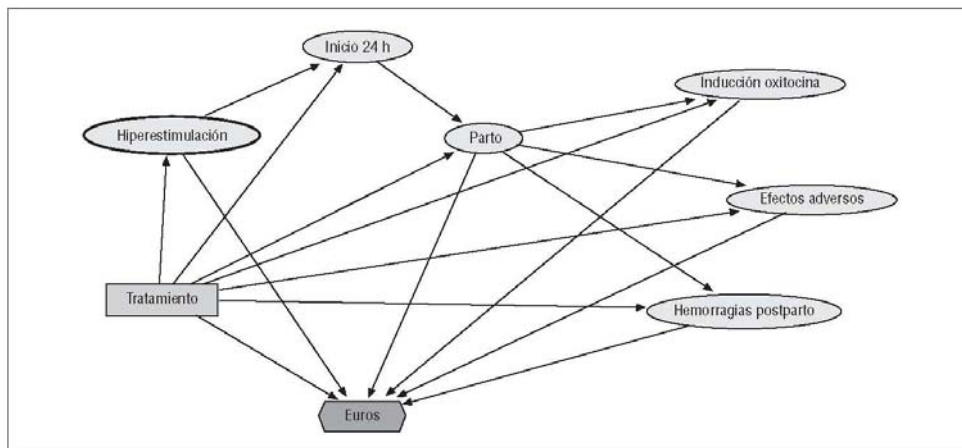 Inicio 24 h
Inducción oxitocina
Hiperestimulación
Parto
Efectos adversos
Tratamiento
Hemorragias postparto
Euros